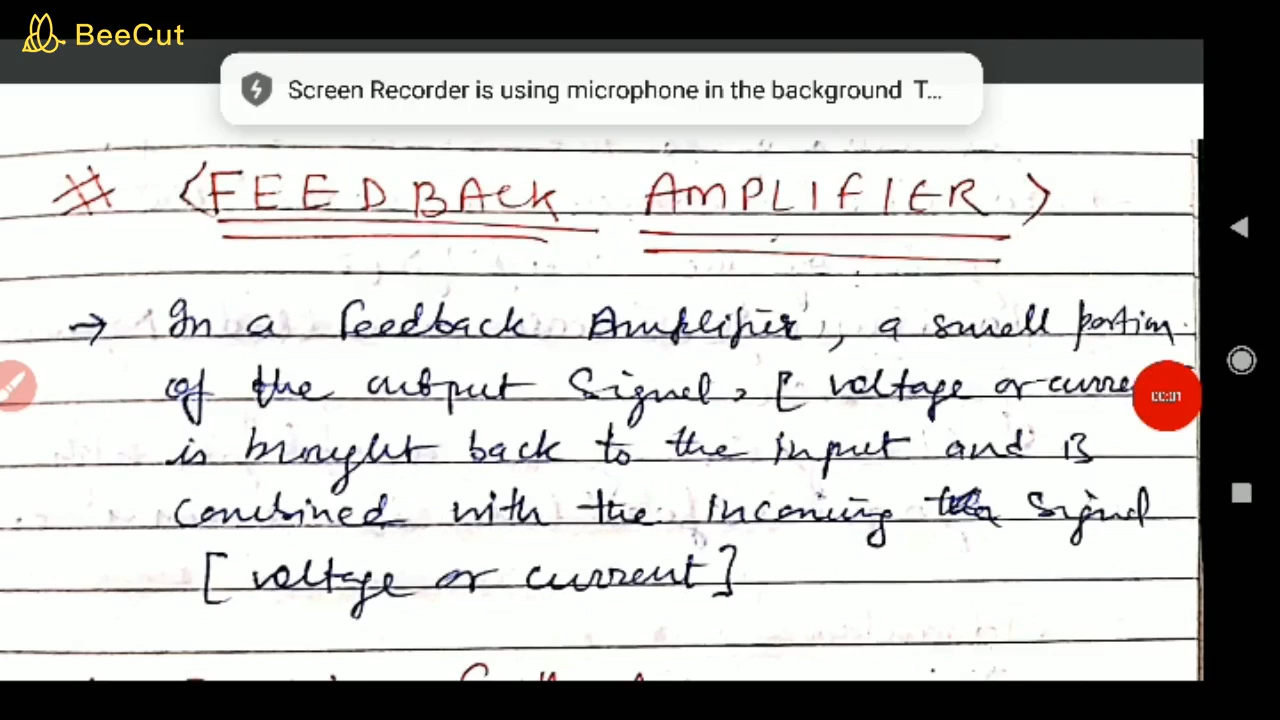 BeeCut
Screen Recorder is using microphone in the background T...
# <FEEDBACK AMPLIFIER>
→ In a feedback Amplifier, a small portion
of the output Signal, [ voltage or curre
00:01
is brought back to the input and is
combined with the incoming Signal
[ voltage or current ]